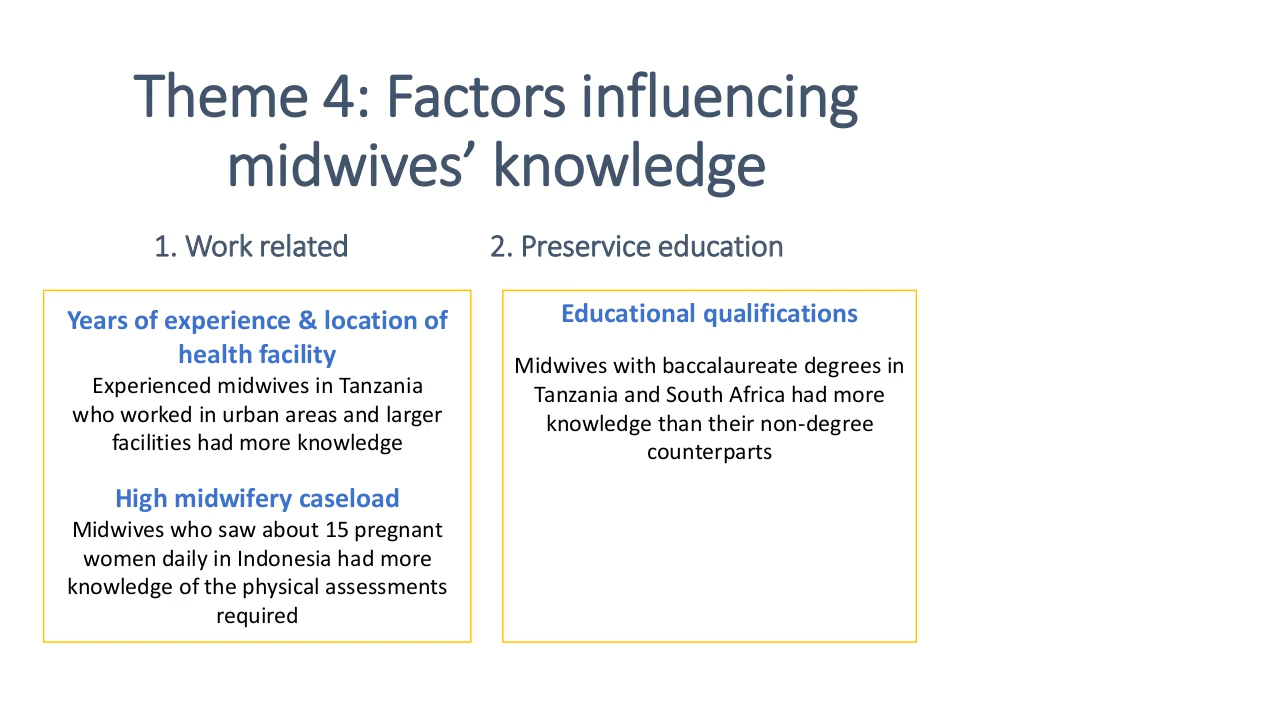 Theme 4: Factors influencing
midwives’ knowledge
1. Work related
2. Preservice education
Years of experience & location of
health facility
Experienced midwives in Tanzania
who worked in urban areas and larger
facilities had more knowledge
High midwifery caseload
Midwives who saw about 15 pregnant
women daily in Indonesia had more
knowledge of the physical assessments
required
Educational qualifications
Midwives with baccalaureate degrees in
Tanzania and South Africa had more
knowledge than their non-degree
counterparts